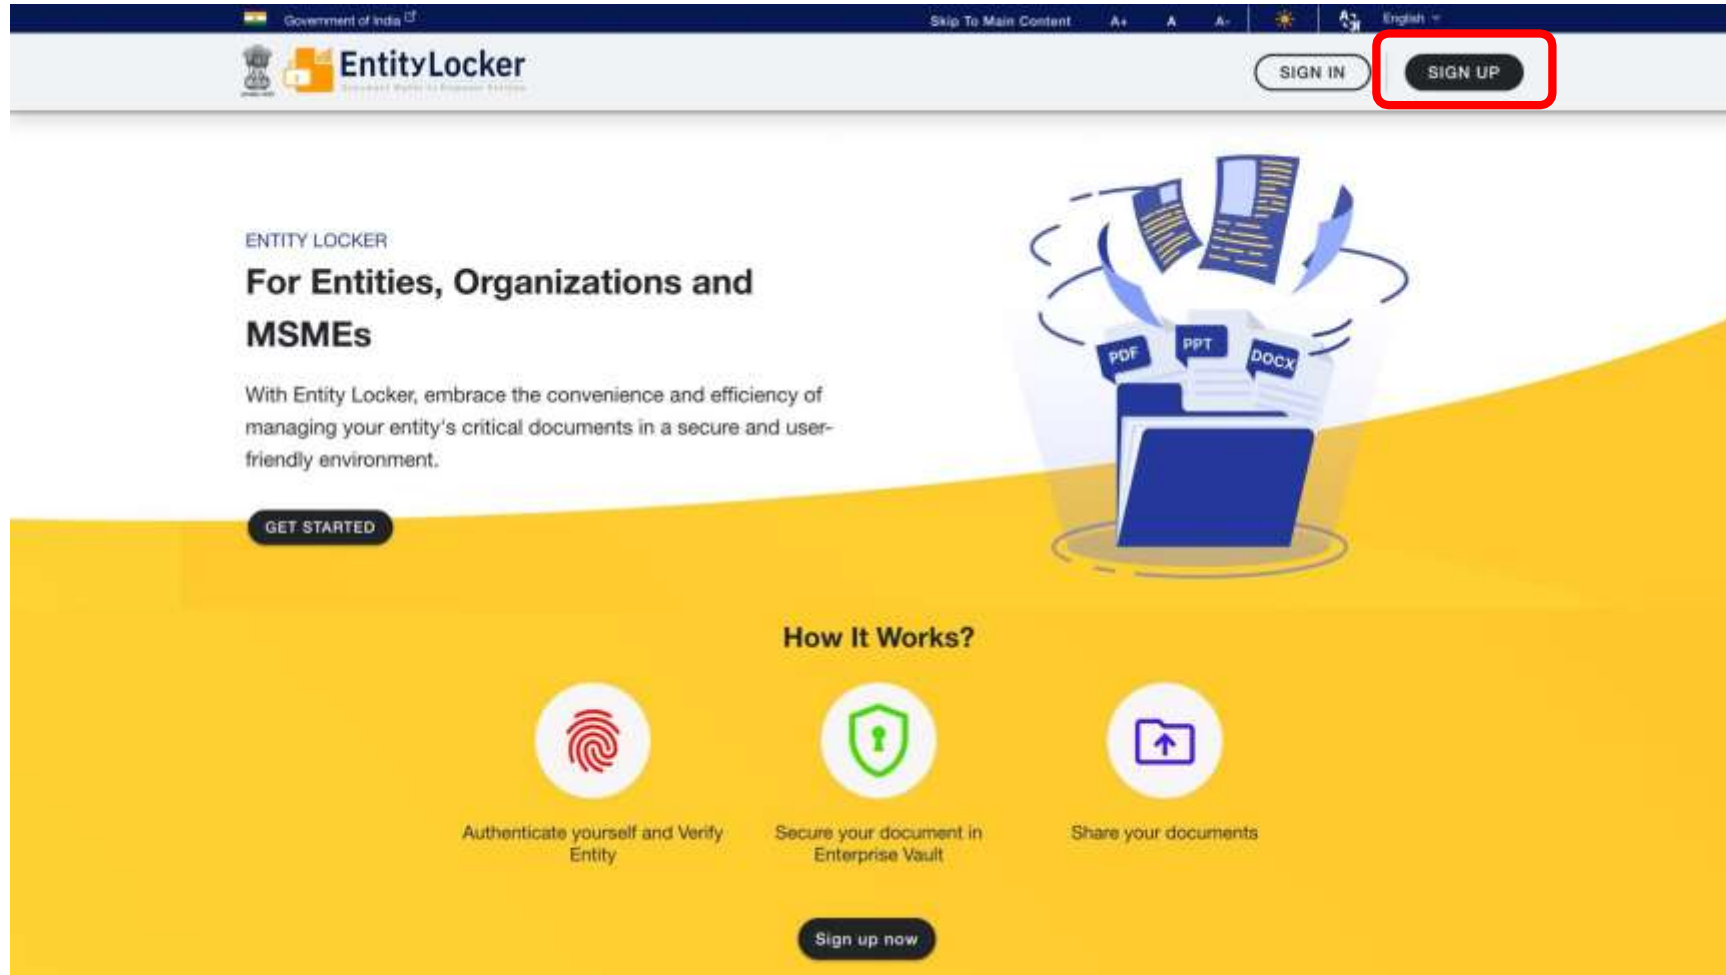 Government of India
Skip To Main Content A+ A A- English
EntityLocker
SIGN IN
SIGN UP
ENTITY LOCKER
For Entities, Organizations and
MSMEs
With Entity Locker, embrace the convenience and efficiency of
managing your entity's critical documents in a secure and user-
friendly environment.
GET STARTED
PDF
PPT
DOCX
How It Works?
Authenticate yourself and Verify
Entity
Secure your document in
Enterprise Vault
Share your documents
Sign up now